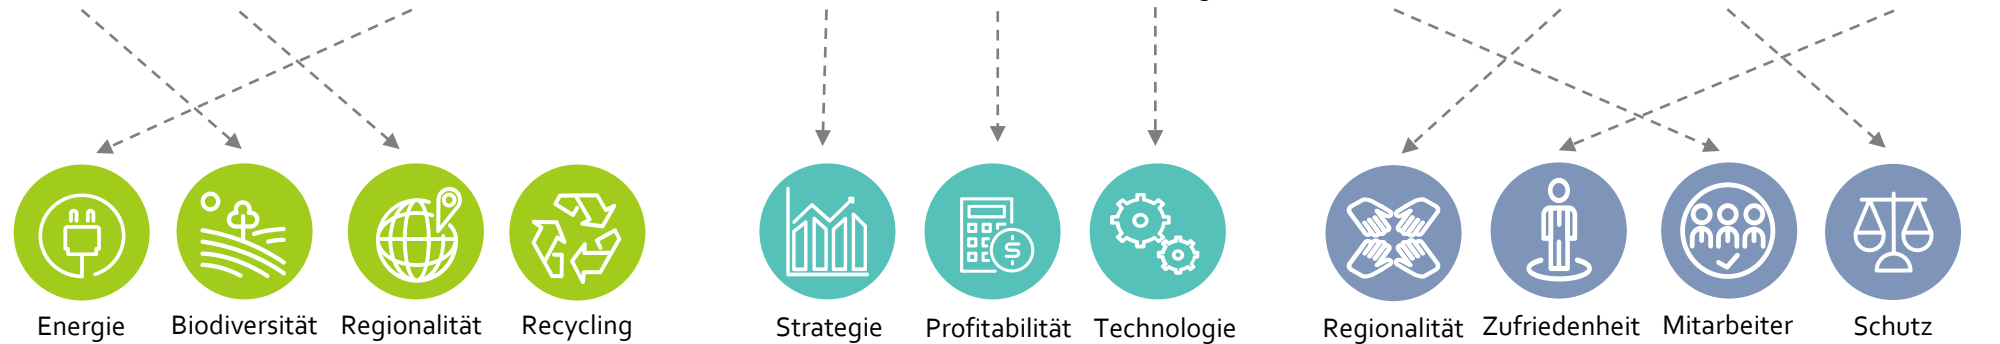 Energie Biodiversität Regionalität Recycling Strategie Profitabilität Technologie Regionalität Zufriedenheit Mitarbeiter Schutz